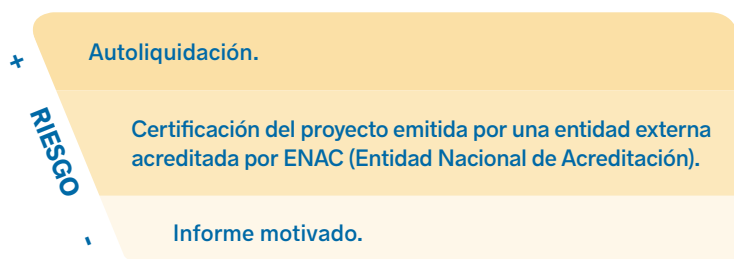 Autoliquidación.
+
RIESGO
Certificación del proyecto emitida por una entidad externa
acreditada por ENAC (Entidad Nacional de Acreditación).
-
Informe motivado.